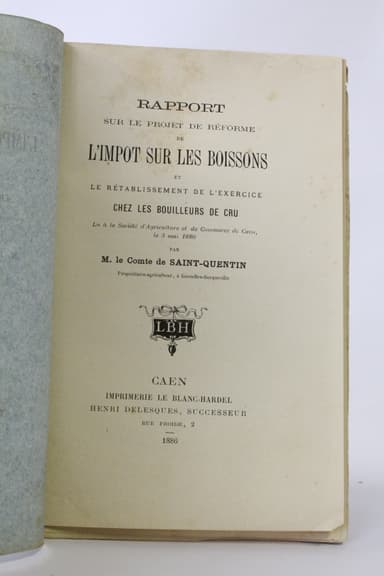 RAPPORT
SUR LE PROJET DE RÉFORME
DE
L'IMPOT SUR LES BOISSONS
ET
LE RÉTABLISSEMENT DE L'EXERCICE
CHEZ LES BOUILLEURS DE CRU
Lu à la Société d'Agriculture et de Commerce de Caen,
le 5 mai 1886
PAR
M. le Comte de SAINT-QUENTIN
Propriétaire-agriculteur, à
LBH
CAEN
IMPRIMERIE LE BLANC-HARDEL
HENRI DELESQUES, SUCCESSEUR
RUE FROIDE, 2
1886